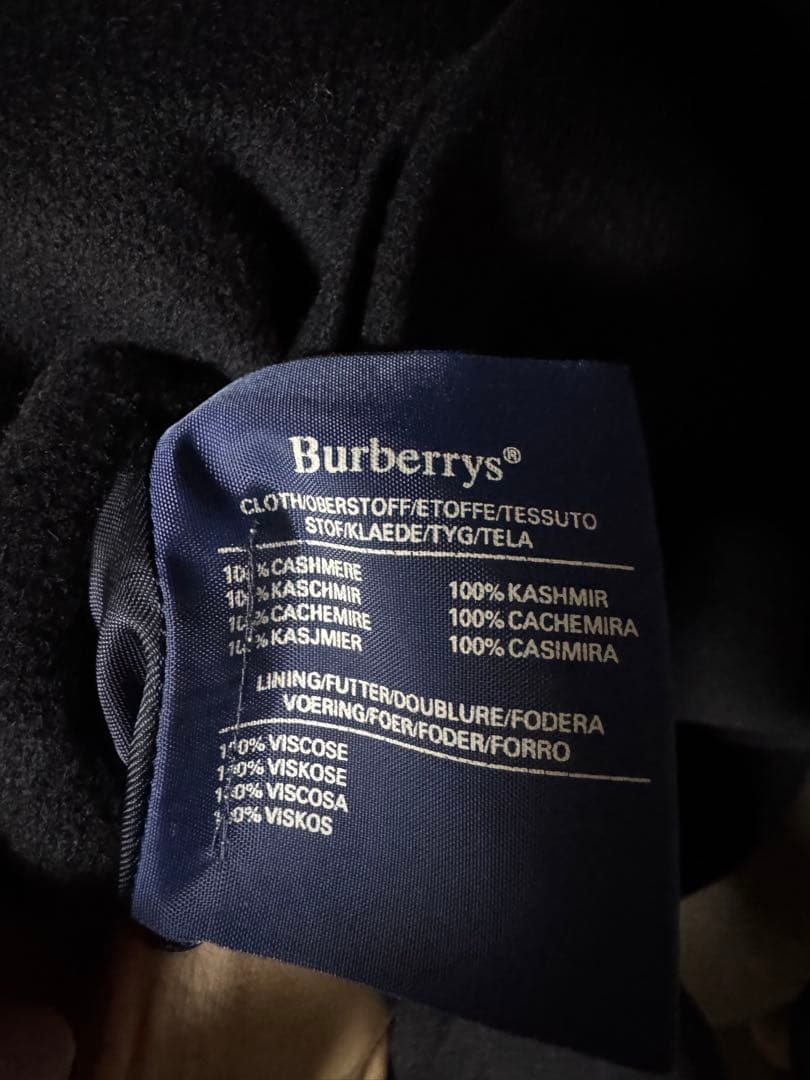 Burberrys®
CLOTH/OBERSTOFF/ETOFFE/TESSUTO
STOF/KLAEDE/TYG/TELA
100% CASHMERE
100% KASCHMIR
100% CACHEMIRE
100% KASJMIER
100% KASHMIR
100% CACHEMIRA
100% CASIMIRA
LINING/FUTTER/DOUBLURE/FODERA
VOERING/FOER/FODER/FORRO
100% VISCOSE
100% VISKOSE
100% VISCOSA
100% VISKOS